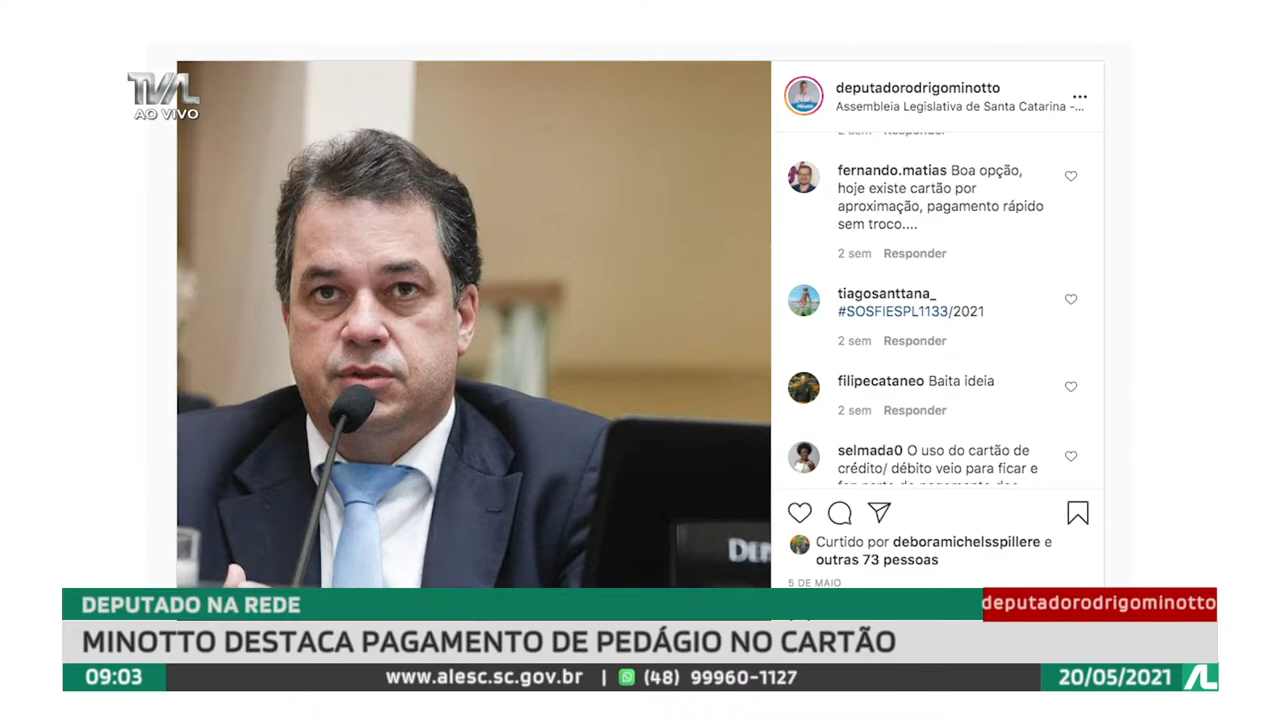 TVAL
AO VIVO
deputadorodrigominotto
Assembleia Legislativa de Santa Catarina -...
2 sem Responder
fernando.matias Boa opção,
hoje existe cartão por
aproximação, pagamento rápido
sem troco....
2 sem Responder
tiagosanttana_
#SOSFIESPL1133/2021
2 sem Responder
filipecataneo Baita ideia
2 sem Responder
selmada0 O uso do cartão de
crédito/ débito veio para ficar e
Curtido por deboramichelsspillere e
outras 73 pessoas
5 DE MAIO
DEPUTADO NA REDE
deputadorodrigominotto
MINOTTO DESTACA PAGAMENTO DE PEDÁGIO NO CARTÃO
09:03
www.alesc.sc.gov.br | (48) 99960-1127
20/05/2021
AL